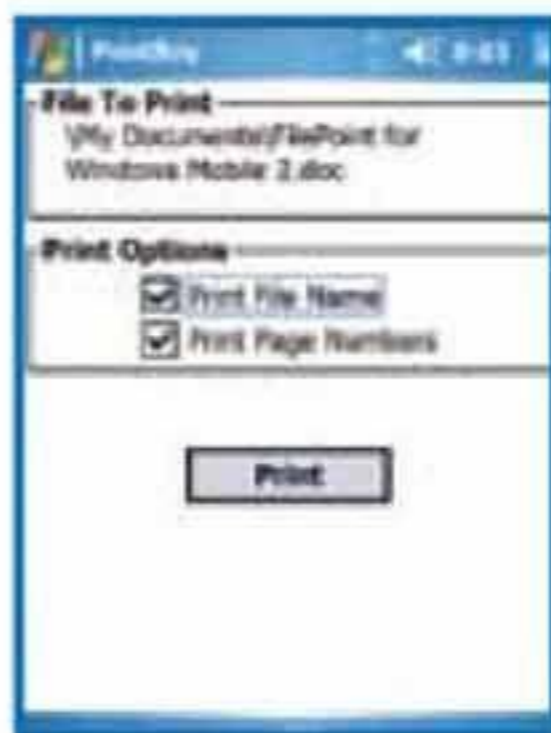 File To Print
\My Documents\FilePoint for
Windows Mobile 2.doc
Print Options
Print File Name
Print Page Numbers
Print